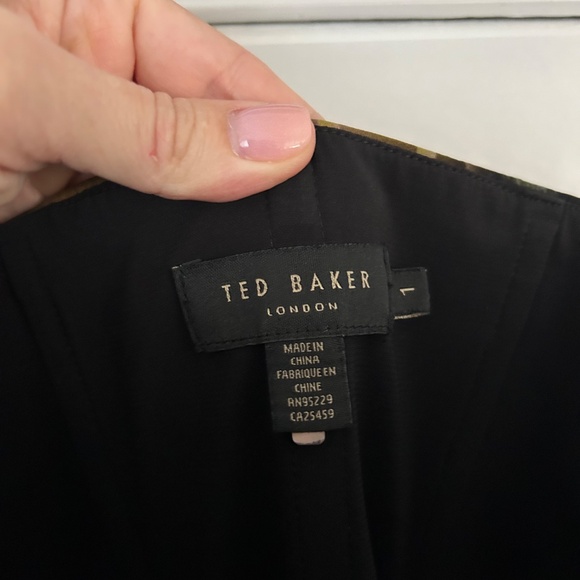 TED BAKER
LONDON
1
MADE IN
CHINA
FABRIQUE EN
CHINE
RN95229
CA25459